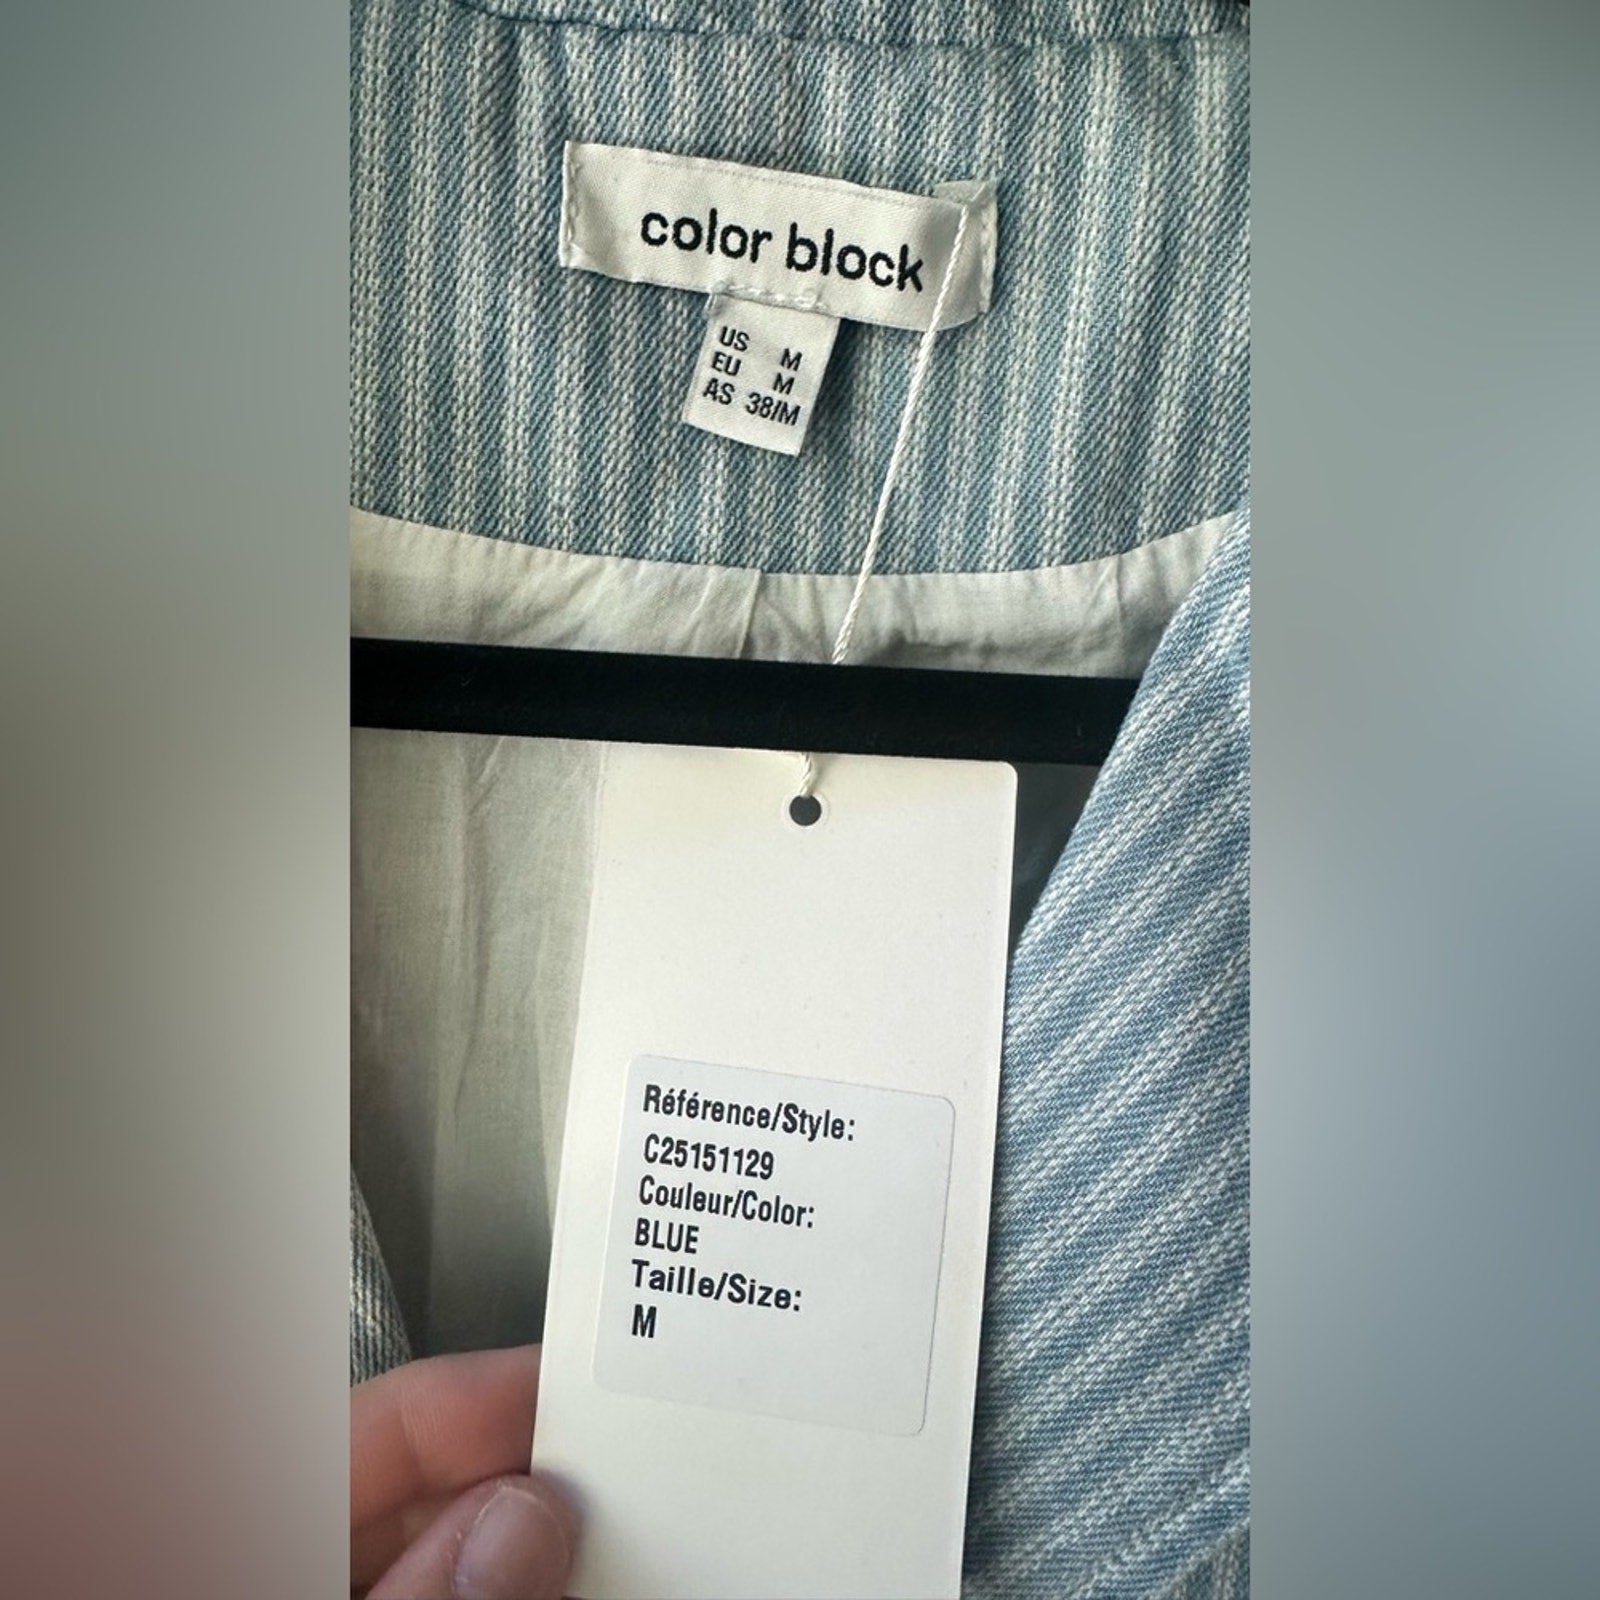 color block
US M
EU M
AS 38/M
Référence/Style:
C25151129
Couleur/Color:
BLUE
Taille/Size:
M